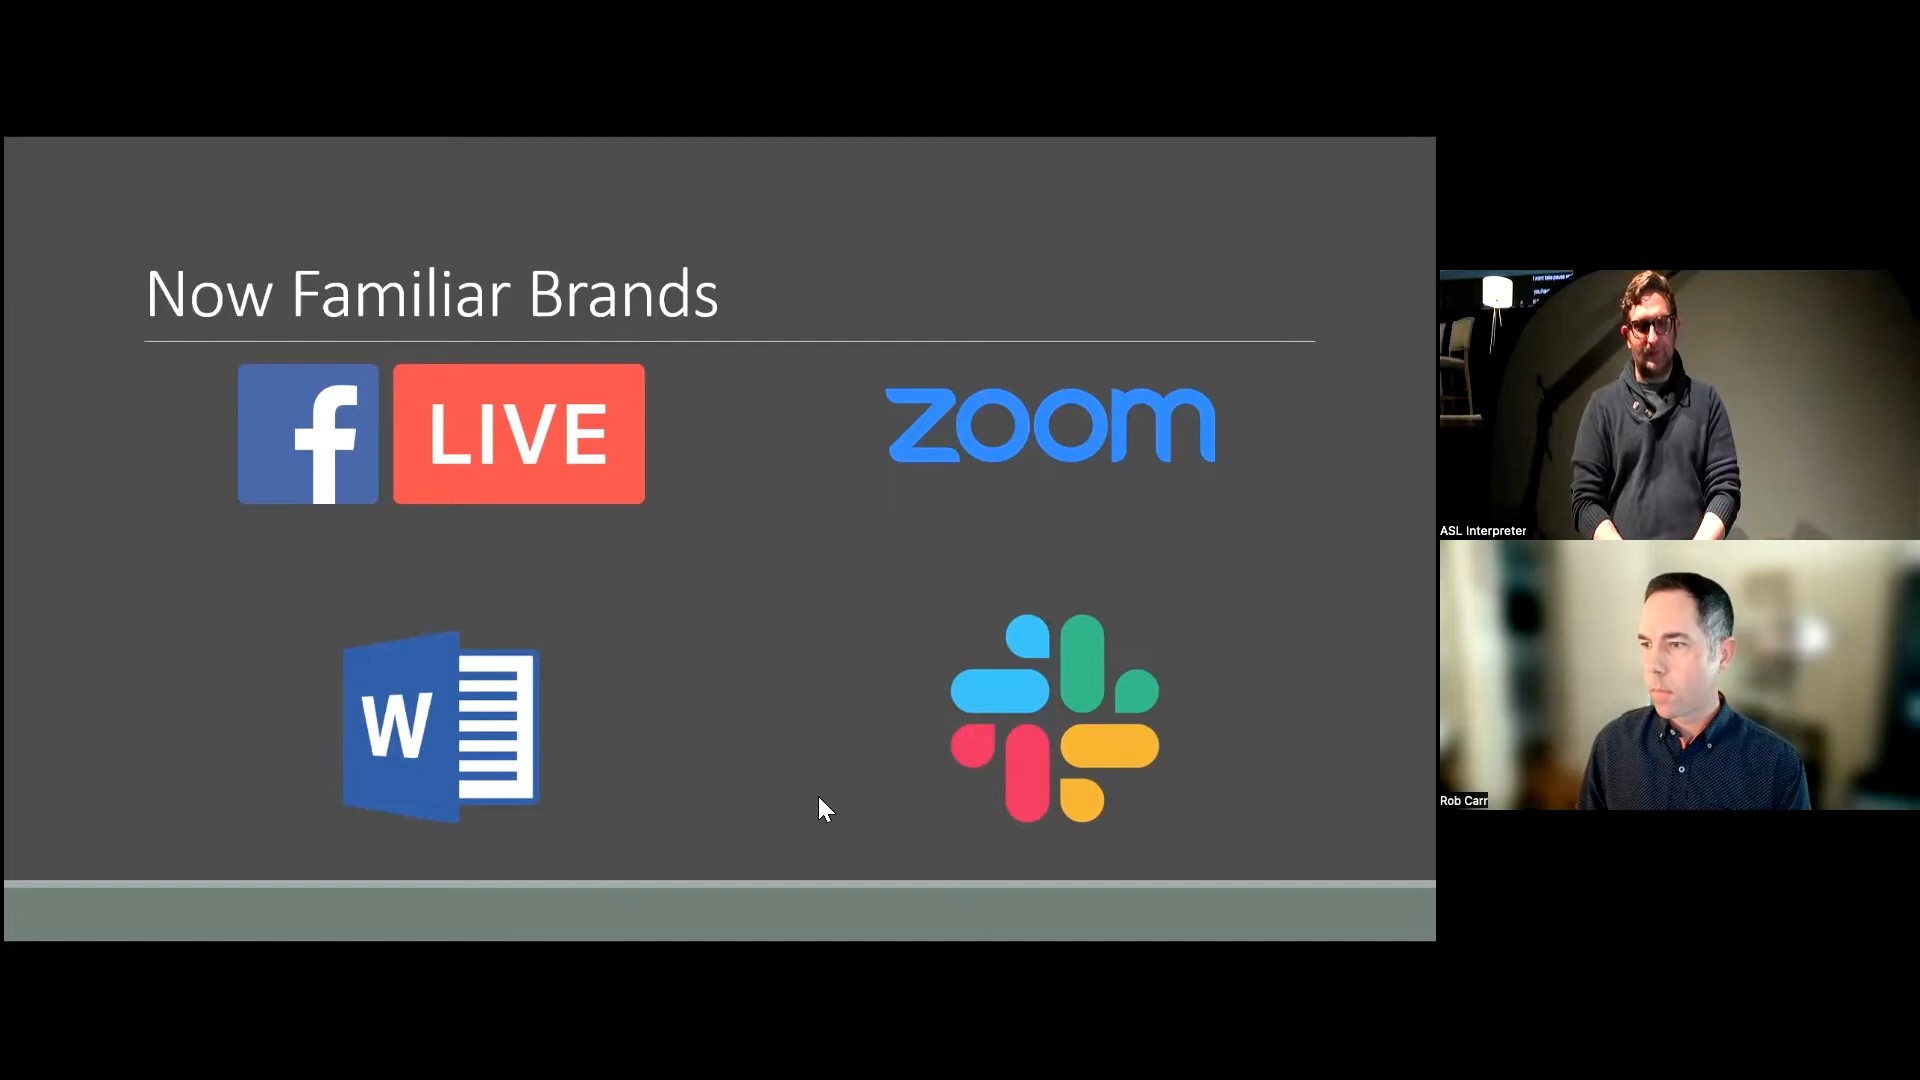 Now Familiar Brands
f LIVE
zoom
W
ASL Interpreter
Rob Carr